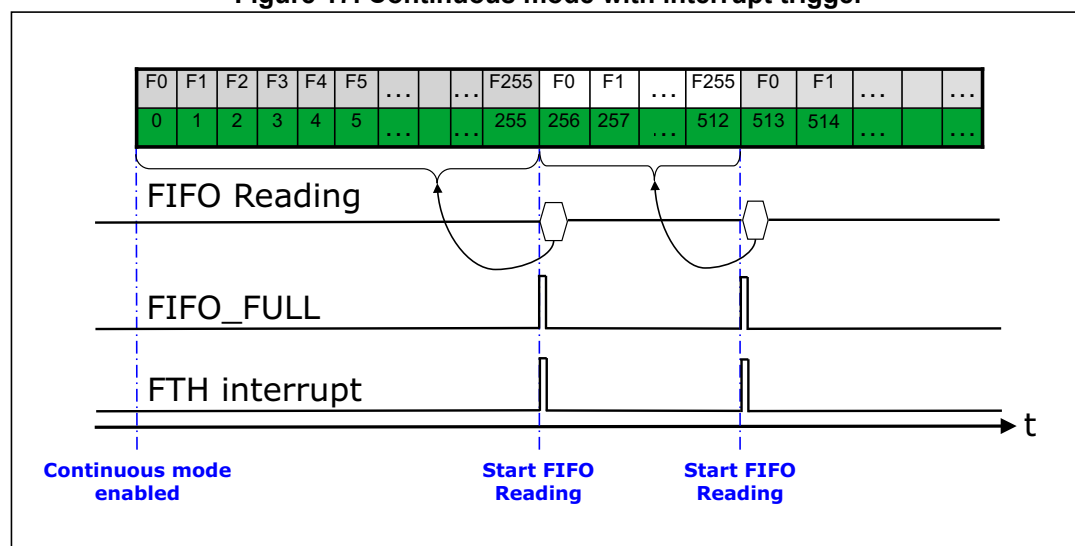 Figure 17. Continuous mode with interrupt trigger
F0 F1 F2 F3 F4 F5 ... ... F255 F0 F1 ... F255 F0 F1 ... ...
0 1 2 3 4 5 ... ... 255 256 257 ... 512 513 514 ... ...
FIFO Reading
FIFO_FULL
FTH interrupt
t
Continuous mode
enabled
Start FIFO
Reading
Start FIFO
Reading